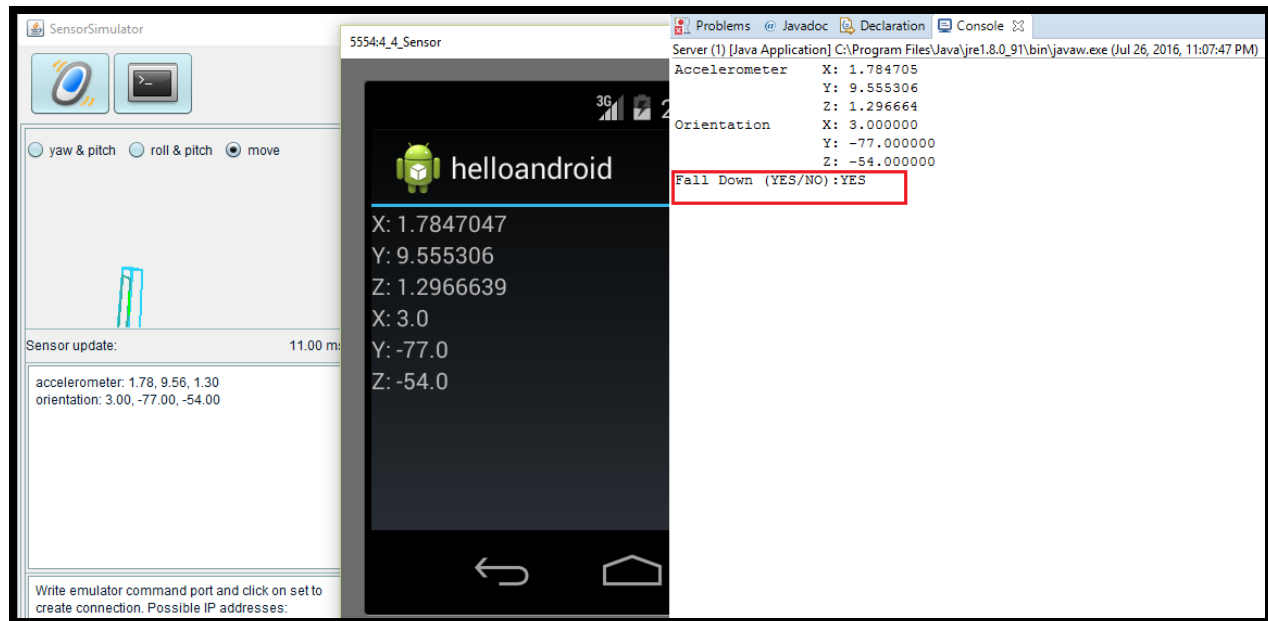 SensorSimulator
yaw & pitch roll & pitch move
Sensor update: 11.00 m
accelerometer: 1.78, 9.56, 1.30
orientation: 3.00, -77.00, -54.00
Write emulator command port and click on set to
create connection. Possible IP addresses:
5554:4_4_Sensor
3G 2
helloandroid
X: 1.7847047
Y: 9.555306
Z: 1.2966639
X: 3.0
Y: -77.0
Z: -54.0
Problems @ Javadoc Declaration Console
Server (1) [Java Application] C:\Program Files\Java\jre1.8.0_91\bin\javaw.exe (Jul 26, 2016, 11:07:47 PM)
Accelerometer X: 1.784705
Y: 9.555306
Z: 1.296664
Orientation X: 3.000000
Y: -77.000000
Z: -54.000000
Fall Down (YES/NO):YES